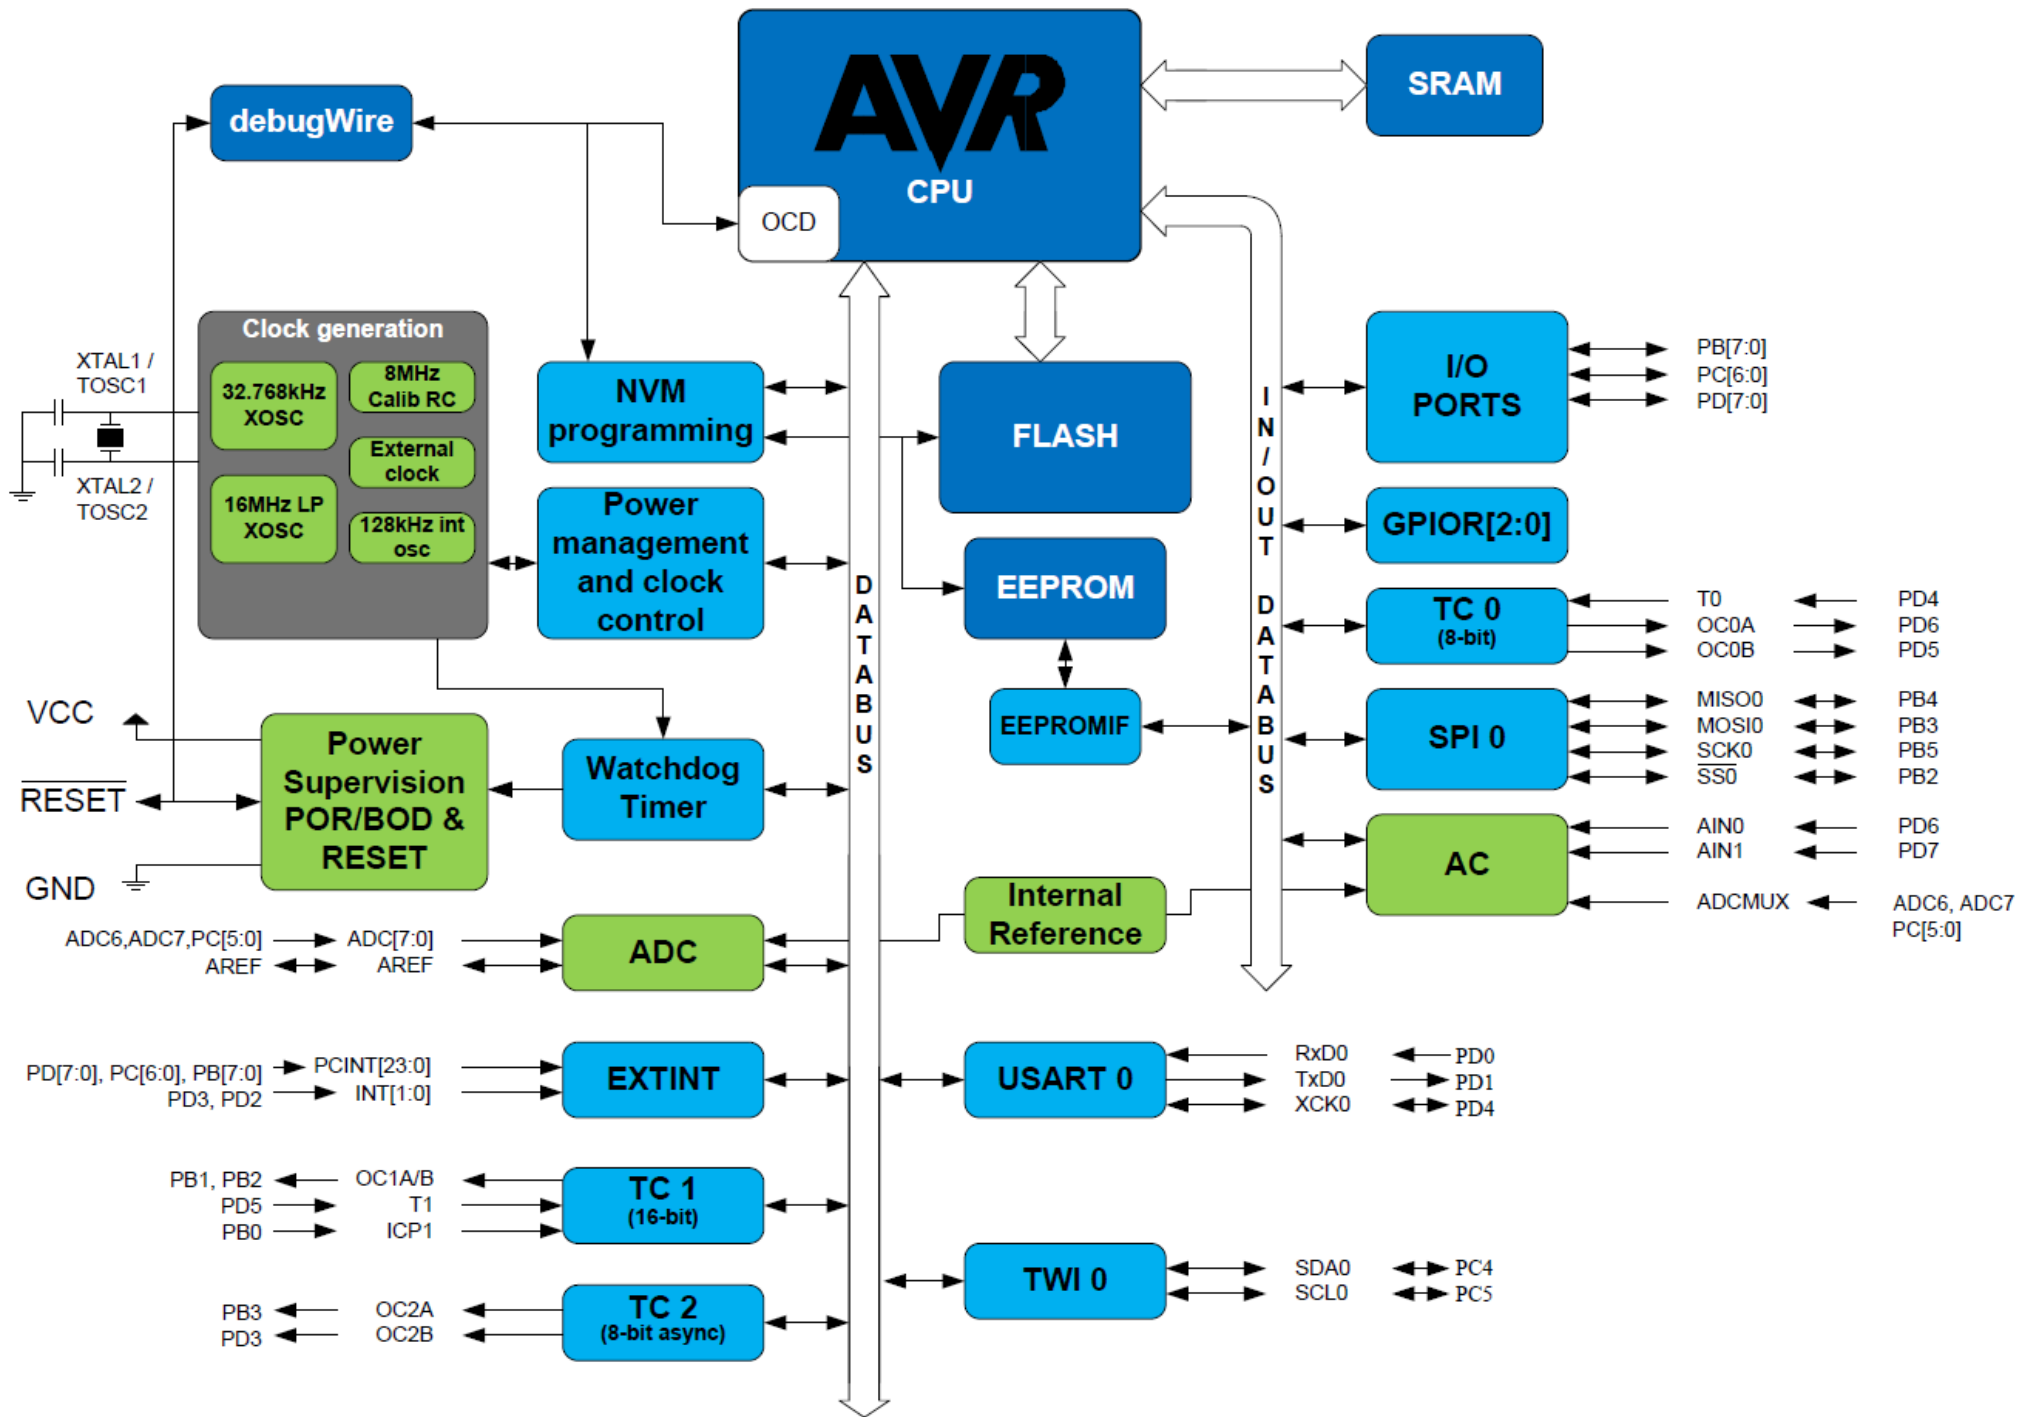 AVR
CPU
OCD
SRAM
debugWire
Clock generation
32.768kHz
XOSC
8MHz
Calib RC
External
clock
16MHz LP
XOSC
128kHz int
osc
XTAL1 /
TOSC1
XTAL2 /
TOSC2
NVM
programming
Power
management
and clock
control
FLASH
EEPROM
EEPROMIF
DATABUS
IN/OUT DATABUS
I/O
PORTS
PB[7:0]
PC[6:0]
PD[7:0]
GPIOR[2:0]
TC 0
(8-bit)
T0 PD4
OC0A PD6
OC0B PD5
SPI 0
MISO0 PB4
MOSI0 PB3
SCK0 PB5
SS0 PB2
AC
AIN0 PD6
AIN1 PD7
ADCMUX ADC6, ADC7
PC[5:0]
VCC
RESET
GND
Power
Supervision
POR/BOD &
RESET
Watchdog
Timer
Internal
Reference
ADC6,ADC7,PC[5:0] ADC[7:0]
AREF AREF
ADC
PD[7:0], PC[6:0], PB[7:0] PCINT[23:0]
PD3, PD2 INT[1:0]
EXTINT
USART 0
RxD0 PD0
TxD0 PD1
XCK0 PD4
PB1, PB2 OC1A/B
PD5 T1
PB0 ICP1
TC 1
(16-bit)
TWI 0
SDA0 PC4
SCL0 PC5
PB3 OC2A
PD3 OC2B
TC 2
(8-bit async)